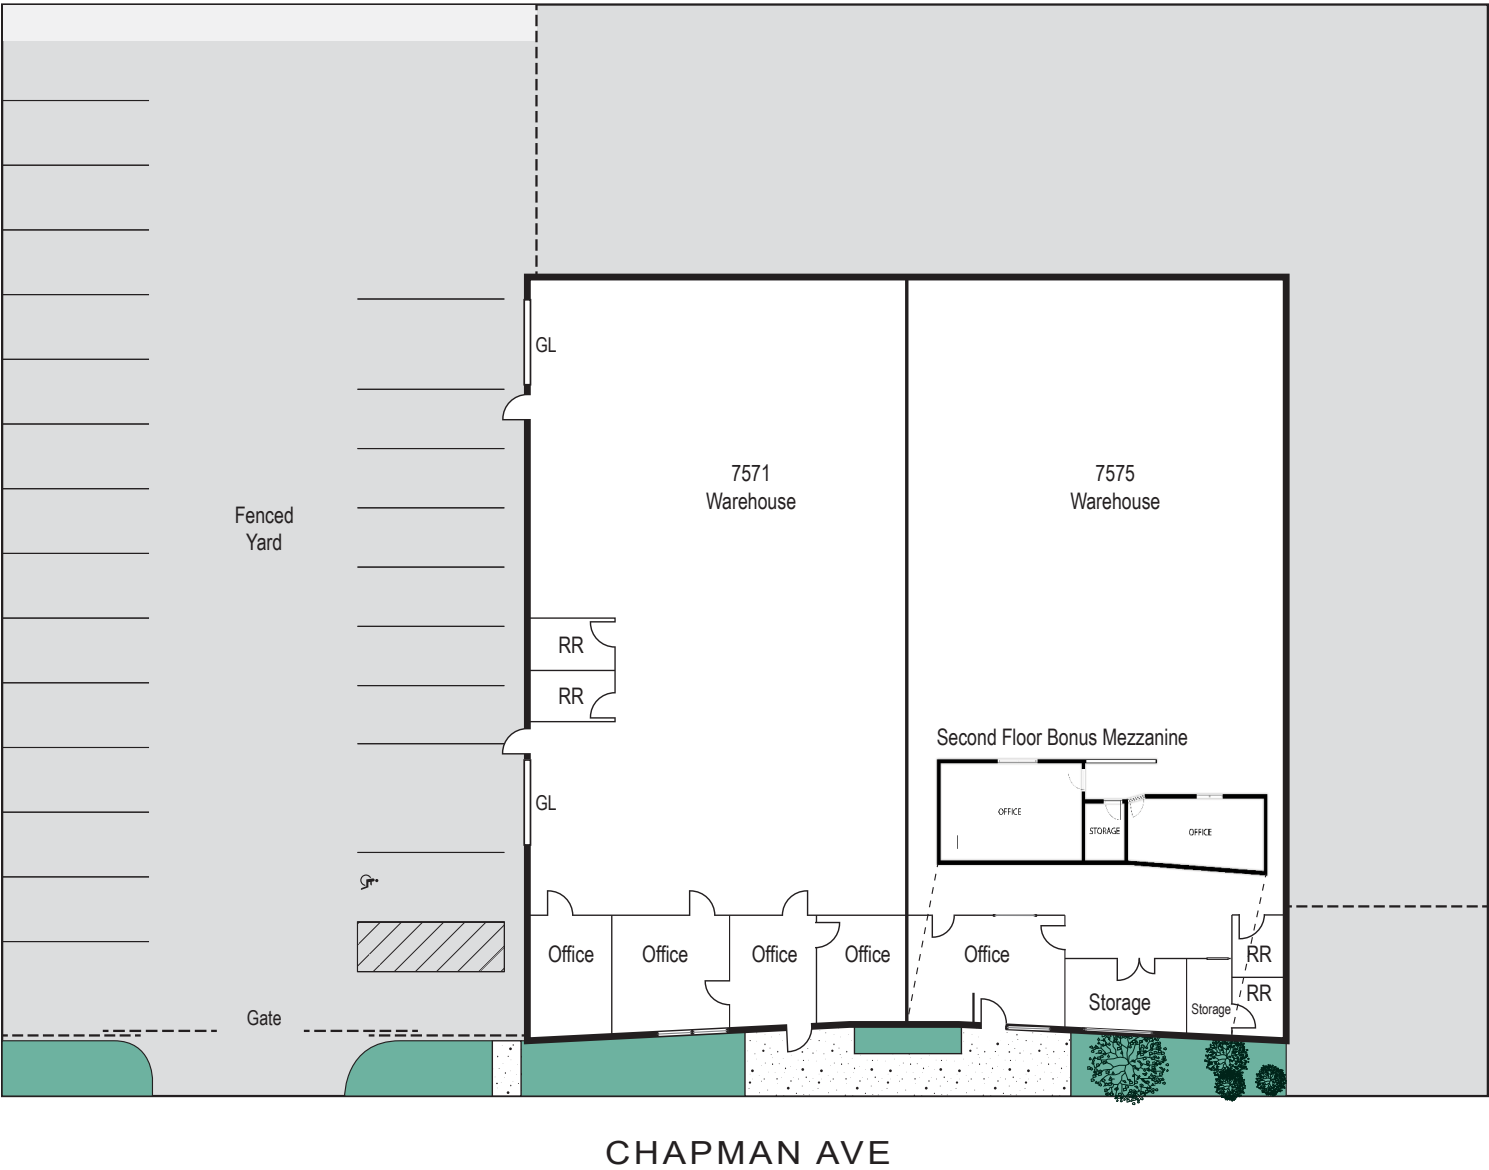 GL
7571
Warehouse
7575
Warehouse
Fenced
Yard
RR
RR
Second Floor Bonus Mezzanine
GL
OFFICE
STORAGE
OFFICE
Office
Office
Office
Office
Office
RR
Storage
Storage
RR
Gate
CHAPMAN AVE